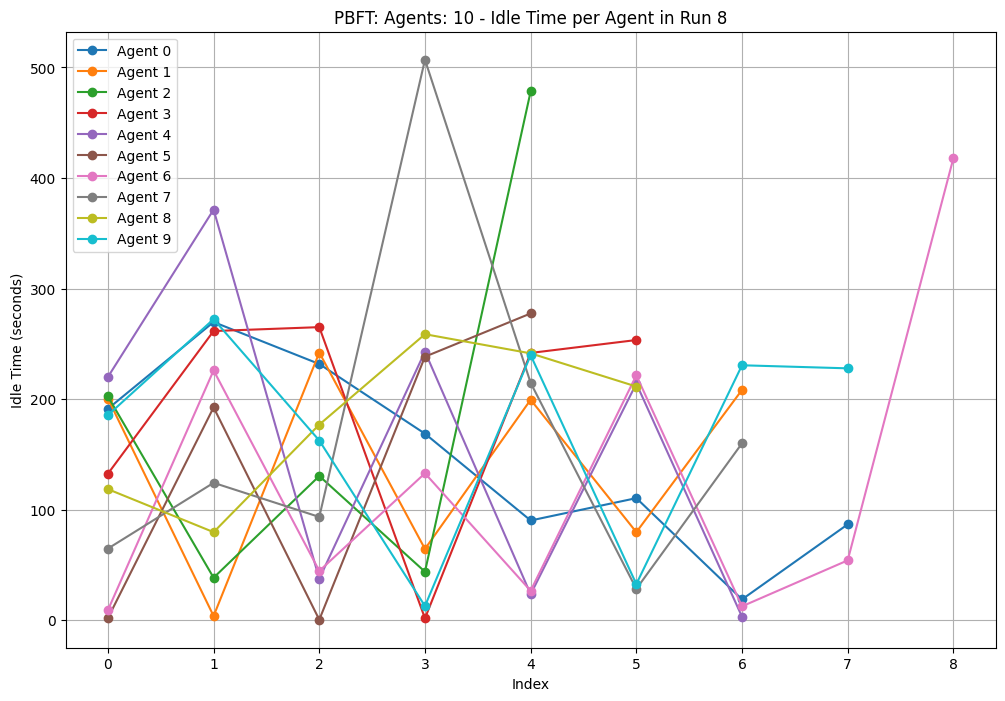 PBFT: Agents: 10 - Idle Time per Agent in Run 8
Agent 0
Agent 1
Agent 2
Agent 3
Agent 4
Agent 5
Agent 6
Agent 7
Agent 8
Agent 9
Idle Time (seconds)
500
400
300
200
100
0
0 1 2 3 4 5 6 7 8
Index